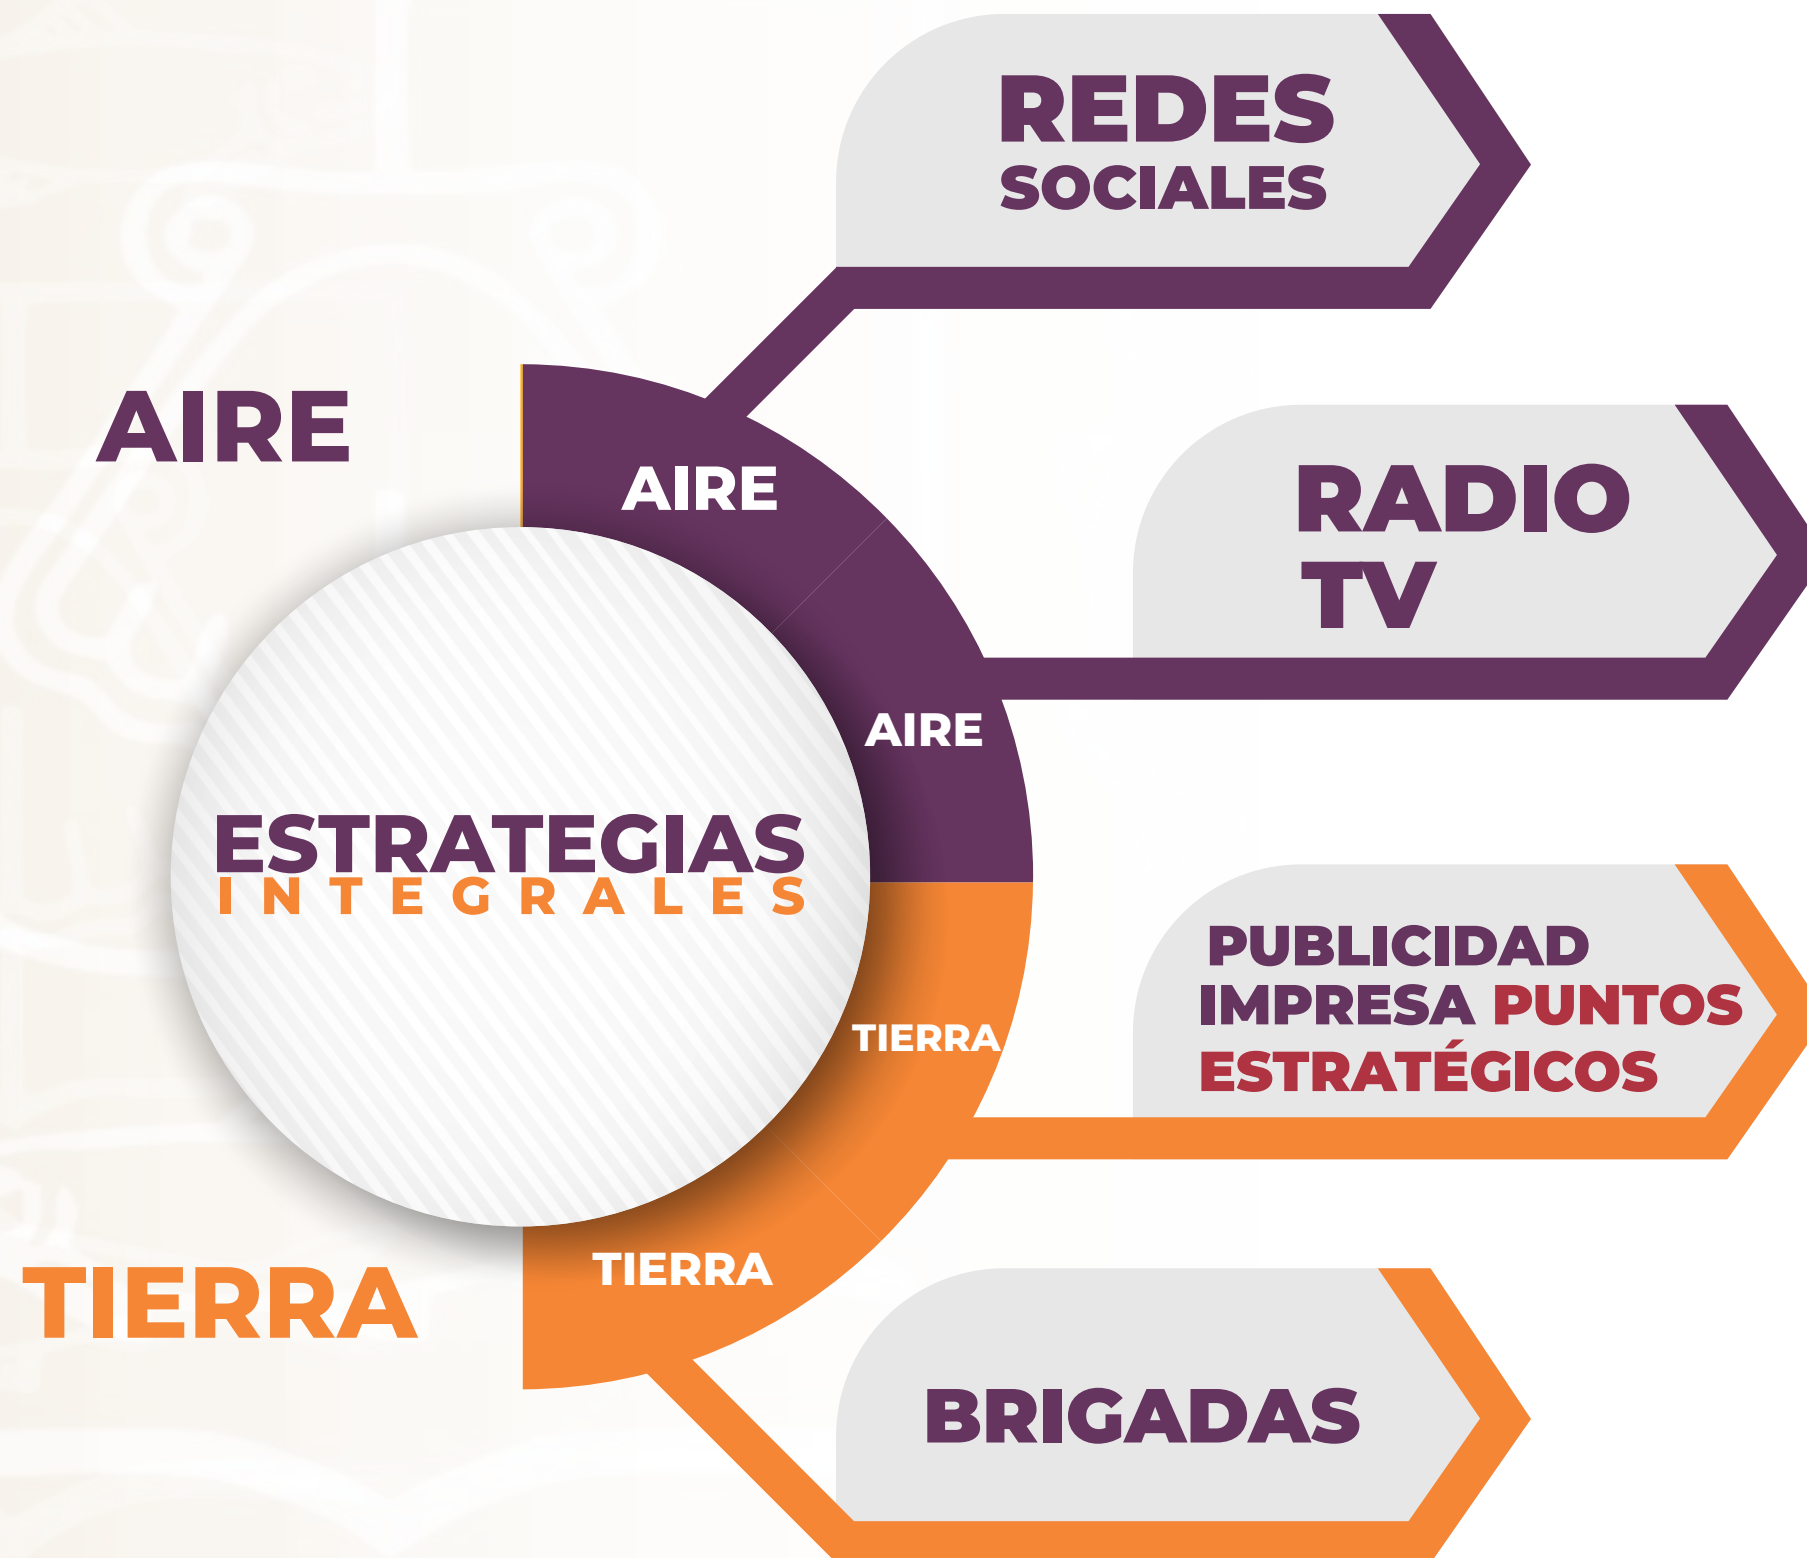 REDES
SOCIALES
AIRE
AIRE
RADIO
TV
AIRE
ESTRATEGIAS
INTEGRALES
PUBLICIDAD
IMPRESA PUNTOS
ESTRATÉGICOS
TIERRA
TIERRA
TIERRA
BRIGADAS